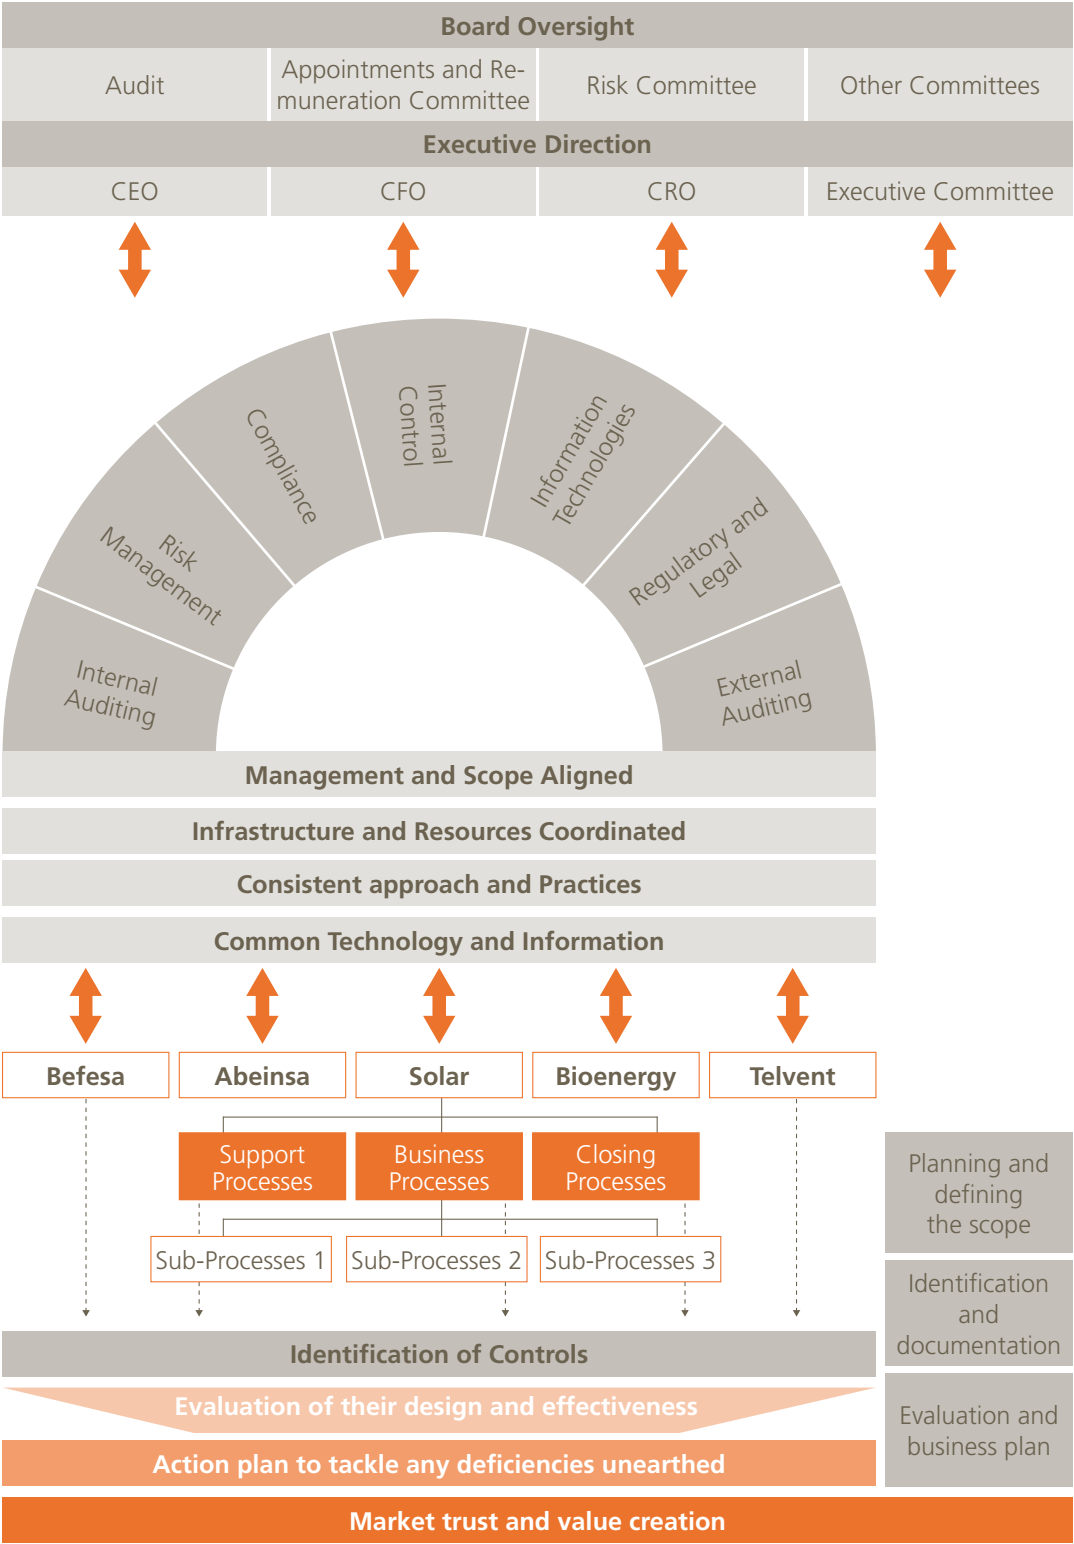 Board Oversight
Audit
Appointments and Re-
muneration Committee
Risk Committee
Other Committees
Executive Direction
CEO
CFO
CRO
Executive Committee
Internal
Auditing
Risk
Management
Compliance
Internal
Control
Information
Technologies
Regulatory and
Legal
External
Auditing
Management and Scope Aligned
Infrastructure and Resources Coordinated
Consistent approach and Practices
Common Technology and Information
Befesa
Abeinsa
Solar
Bioenergy
Telvent
Support
Processes
Business
Processes
Closing
Processes
Sub-Processes 1
Sub-Processes 2
Sub-Processes 3
Planning and
defining
the scope
Identification
and
documentation
Evaluation and
business plan
Identification of Controls
Evaluation of their design and effectiveness
Action plan to tackle any deficiencies unearthed
Market trust and value creation